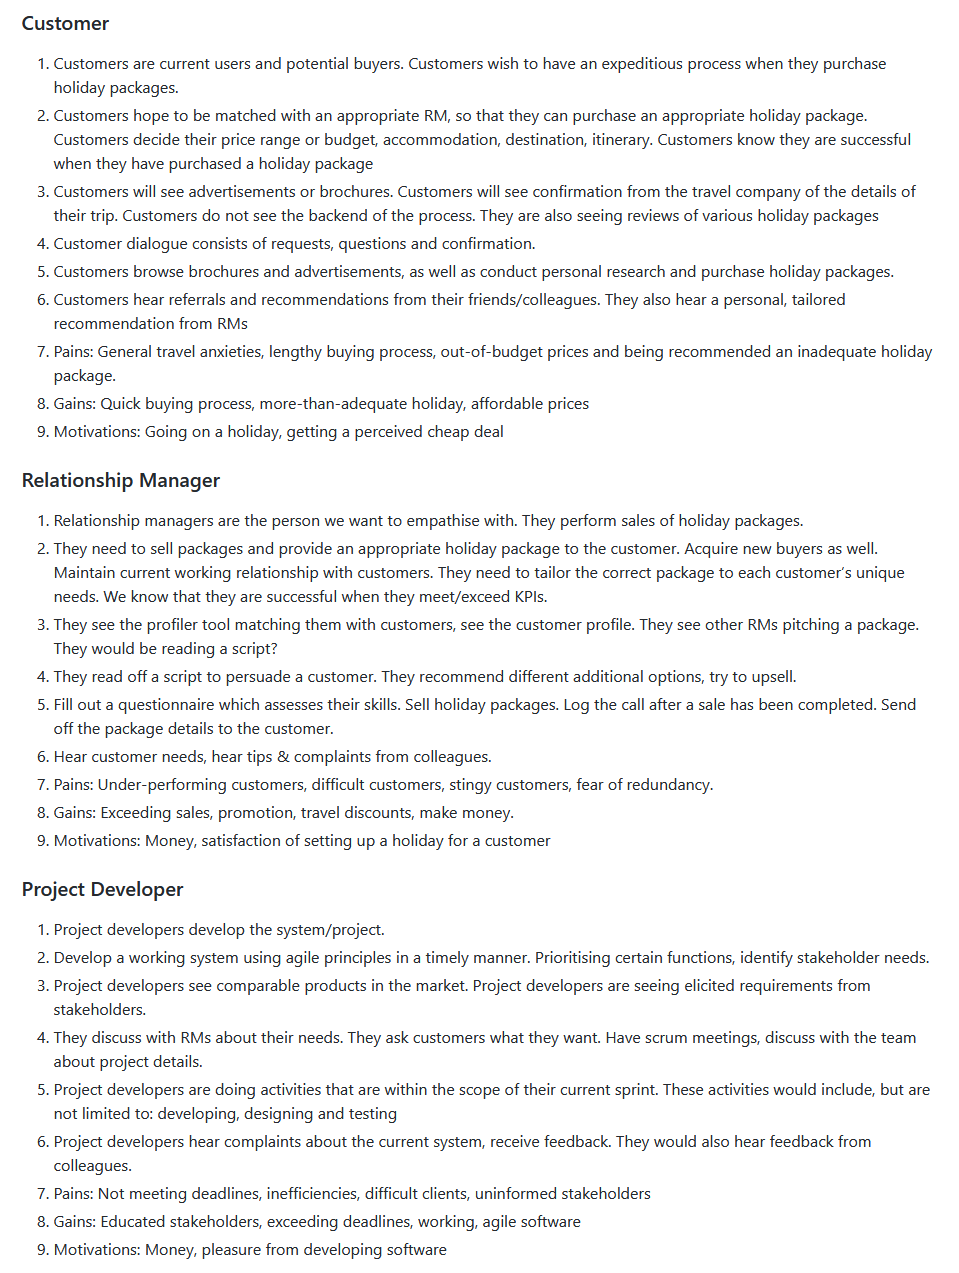 Customer
1. Customers are current users and potential buyers. Customers wish to have an expeditious process when they purchase
holiday packages.
2. Customers hope to be matched with an appropriate RM, so that they can purchase an appropriate holiday package.
Customers decide their price range or budget, accommodation, destination, itinerary. Customers know they are successful
when they have purchased a holiday package
3. Customers will see advertisements or brochures. Customers will see confirmation from the travel company of the details of
their trip. Customers do not see the backend of the process. They are also seeing reviews of various holiday packages
4. Customer dialogue consists of requests, questions and confirmation.
5. Customers browse brochures and advertisements, as well as conduct personal research and purchase holiday packages.
6. Customers hear referrals and recommendations from their friends/colleagues. They also hear a personal, tailored
recommendation from RMs
7. Pains: General travel anxieties, lengthy buying process, out-of-budget prices and being recommended an inadequate holiday
package.
8. Gains: Quick buying process, more-than-adequate holiday, affordable prices
9. Motivations: Going on a holiday, getting a perceived cheap deal
Relationship Manager
1. Relationship managers are the person we want to empathise with. They perform sales of holiday packages.
2. They need to sell packages and provide an appropriate holiday package to the customer. Acquire new buyers as well.
Maintain current working relationship with customers. They need to tailor the correct package to each customer's unique
needs. We know that they are successful when they meet/exceed KPIs.
3. They see the profiler tool matching them with customers, see the customer profile. They see other RMs pitching a package.
They would be reading a script?
4. They read off a script to persuade a customer. They recommend different additional options, try to upsell.
5. Fill out a questionnaire which assesses their skills. Sell holiday packages. Log the call after a sale has been completed. Send
off the package details to the customer.
6. Hear customer needs, hear tips & complaints from colleagues.
7. Pains: Under-performing customers, difficult customers, stingy customers, fear of redundancy.
8. Gains: Exceeding sales, promotion, travel discounts, make money.
9. Motivations: Money, satisfaction of setting up a holiday for a customer
Project Developer
1. Project developers develop the system/project.
2. Develop a working system using agile principles in a timely manner. Prioritising certain functions, identify stakeholder needs.
3. Project developers see comparable products in the market. Project developers are seeing elicited requirements from
stakeholders.
4. They discuss with RMs about their needs. They ask customers what they want. Have scrum meetings, discuss with the team
about project details.
5. Project developers are doing activities that are within the scope of their current sprint. These activities would include, but are
not limited to: developing, designing and testing
6. Project developers hear complaints about the current system, receive feedback. They would also hear feedback from
colleagues.
7. Pains: Not meeting deadlines, inefficiencies, difficult clients, uninformed stakeholders
8. Gains: Educated stakeholders, exceeding deadlines, working, agile software
9. Motivations: Money, pleasure from developing software